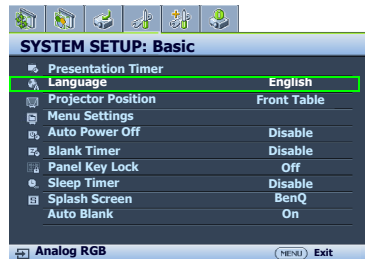 SYSTEM SETUP: Basic
Presentation Timer
Language English
Projector Position Front Table
Menu Settings
Auto Power Off Disable
Blank Timer Disable
Panel Key Lock Off
Sleep Timer Disable
Splash Screen BenQ
Auto Blank On
Analog RGB MENU Exit